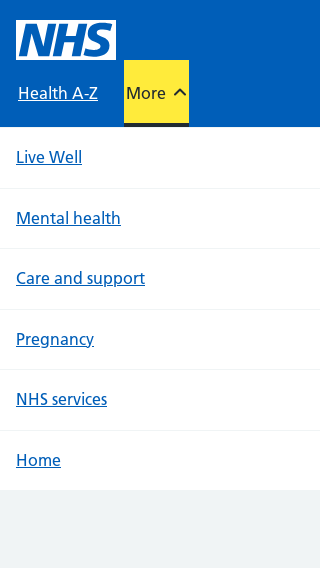 NHS
Health A-Z More
Live Well
Mental health
Care and support
Pregnancy
NHS services
Home